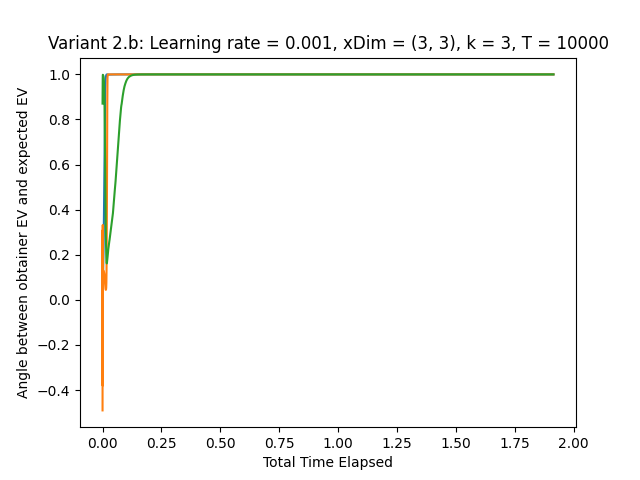 Variant 2.b: Learning rate = 0.001, xDim = (3, 3), k = 3, T = 10000
Angle between obtainer EV and expected EV
1.0
0.8
0.6
0.4
0.2
0.0
−0.2
−0.4
0.00 0.25 0.50 0.75 1.00 1.25 1.50 1.75 2.00
Total Time Elapsed